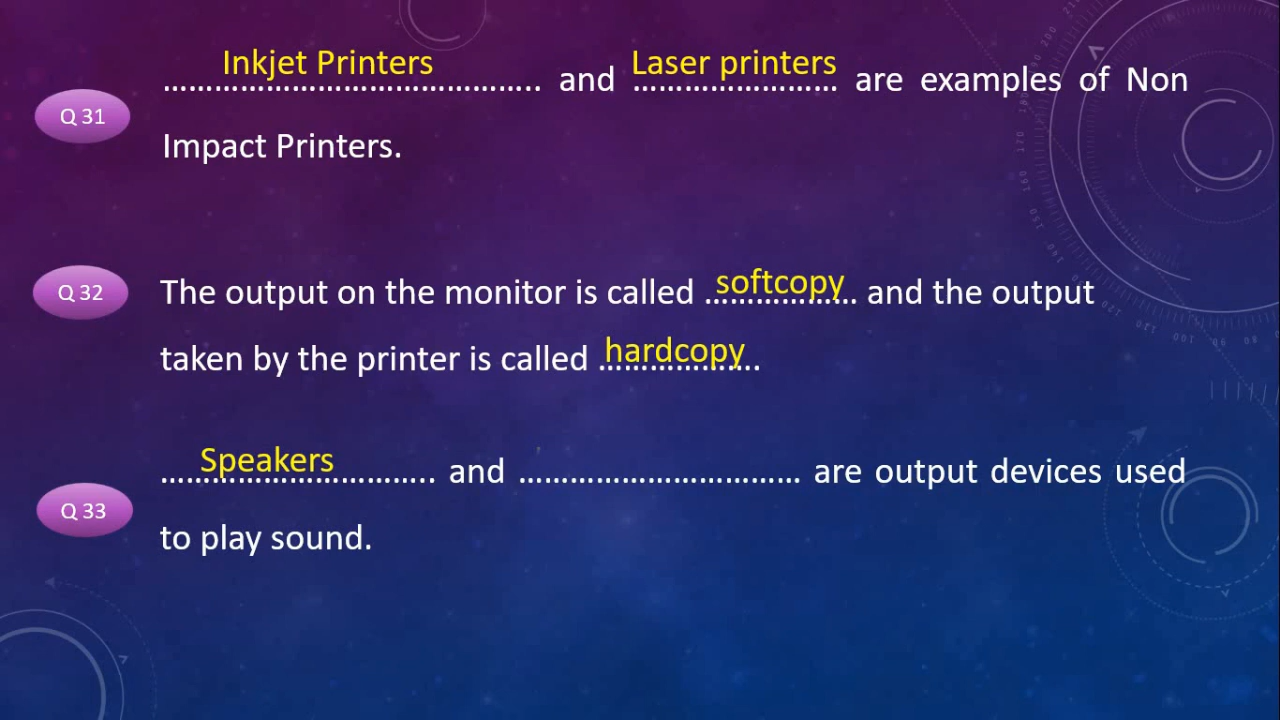 Inkjet Printers Laser printers
Q 31 ........................................ and ........................ are examples of Non
Impact Printers.
Q 32 The output on the monitor is called softcopy and the output
taken by the printer is called hardcopy
Speakers
Q 33 ................................ and ................................ are output devices used
to play sound.